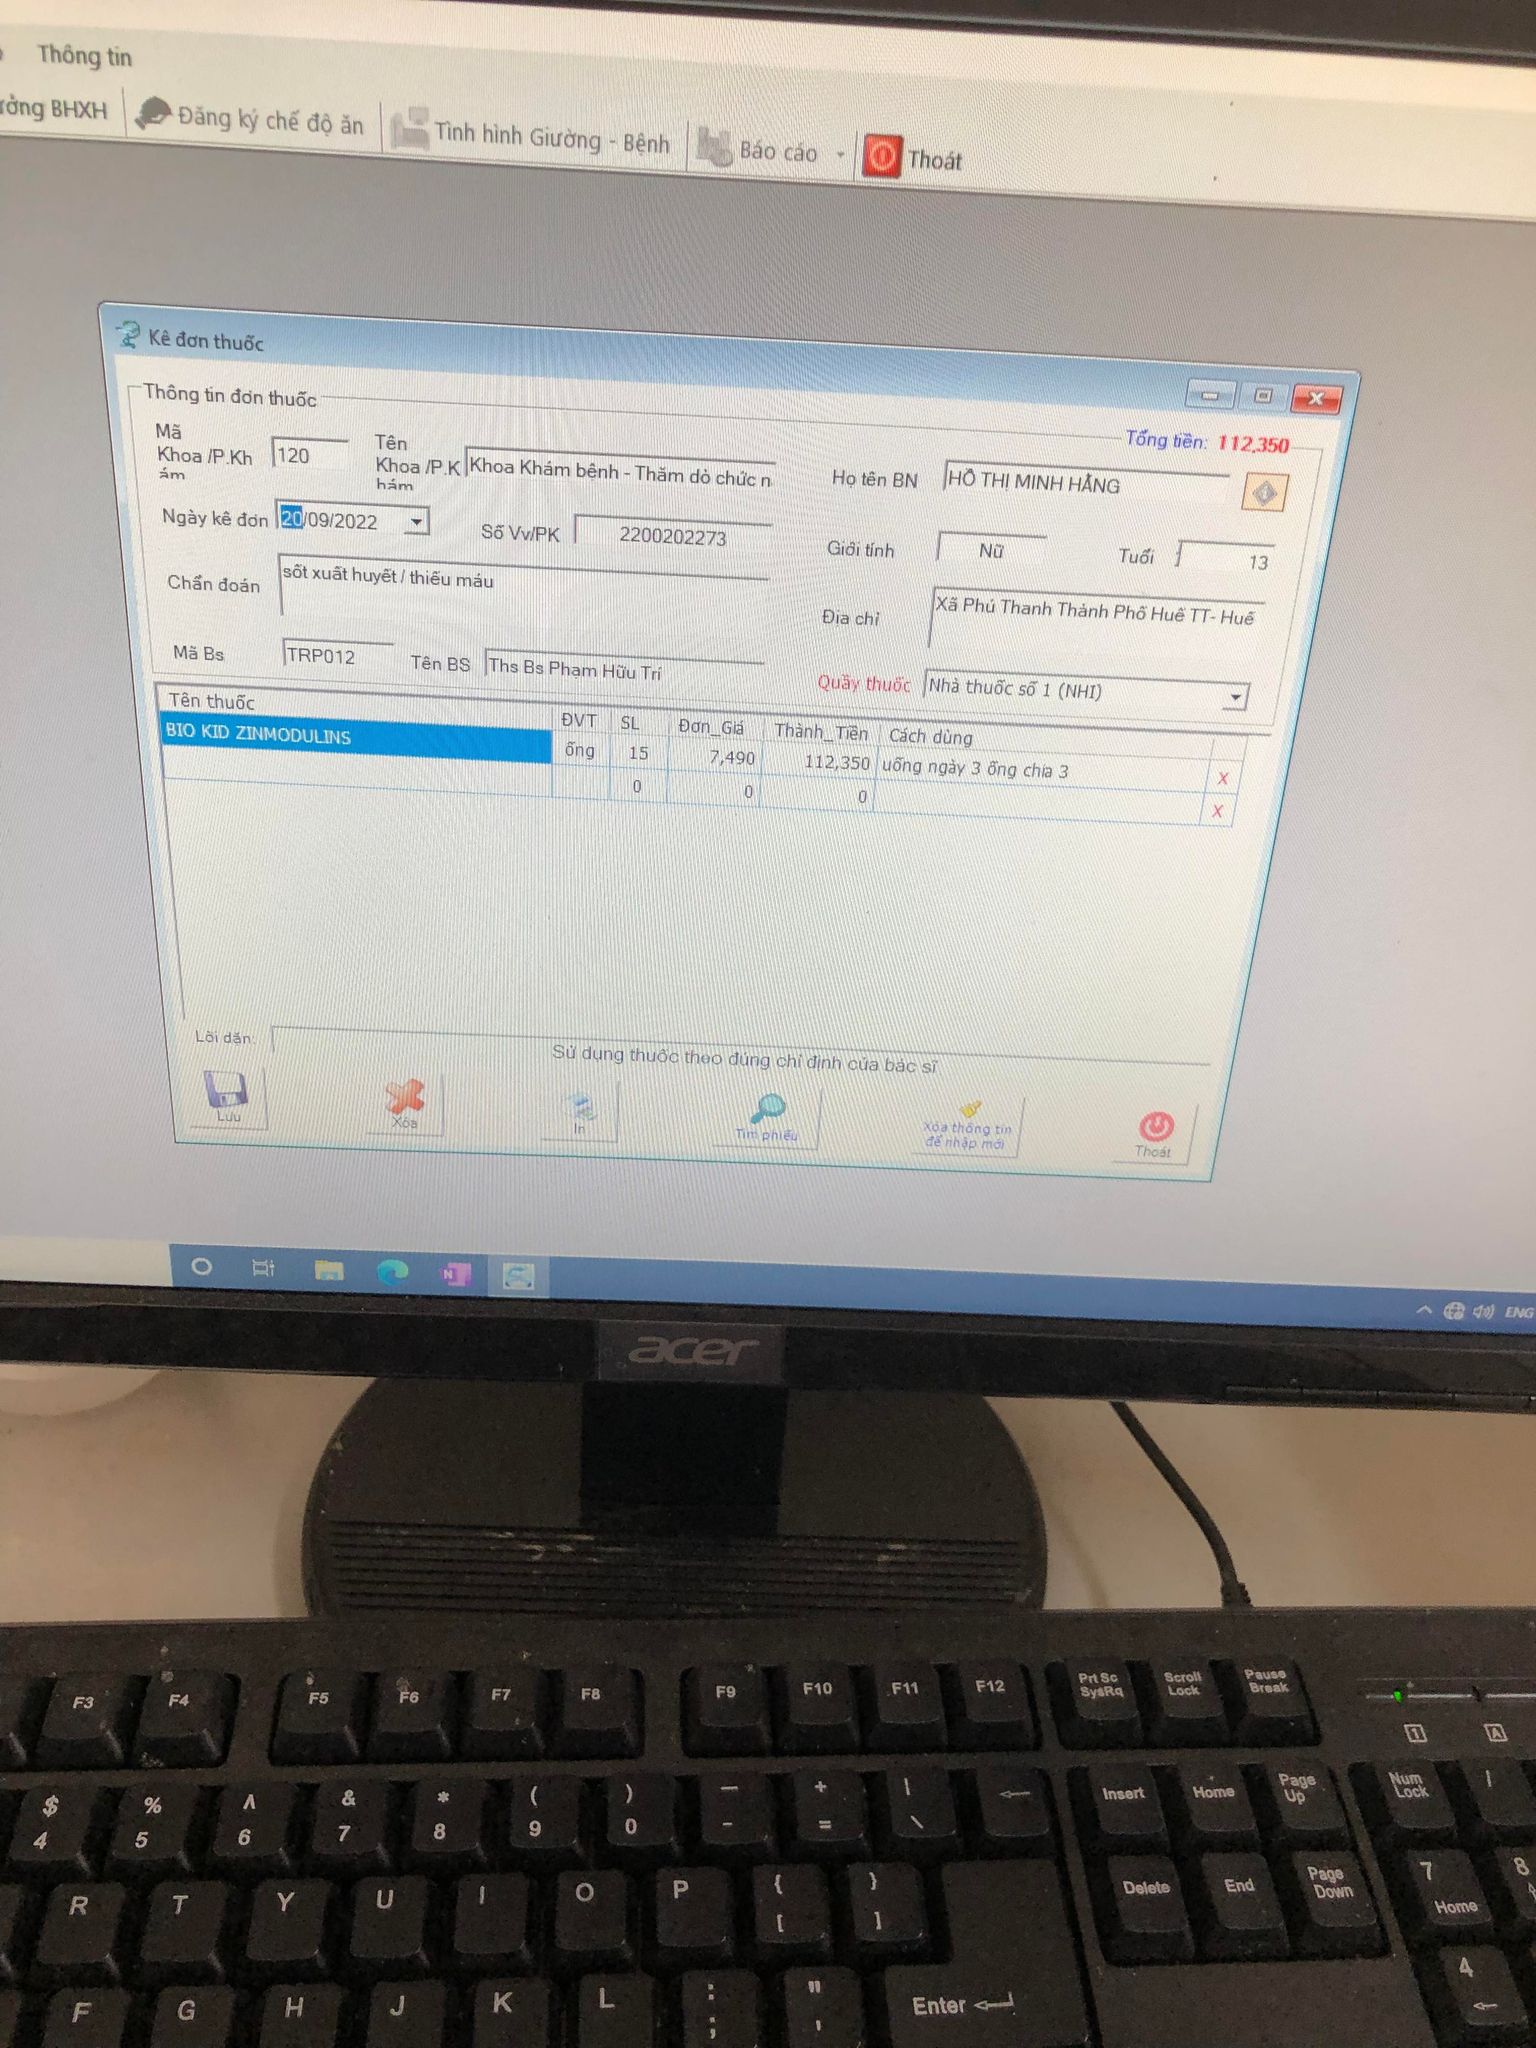 Thông tin
ưởng BHXH Đăng ký chế độ ăn Tình hình Giường - Bệnh Báo cáo Thoát
Kê đơn thuốc
Thông tin đơn thuốc
Tổng tiền: 112,350
Mã Khoa /P.Khám 120 Tên Khoa /P.Khám Khoa Khám bệnh - Thăm dò chức n Họ tên BN HỒ THỊ MINH HẰNG
Ngày kê đơn 20/09/2022 Số Vv/PK 2200202273 Giới tính Nữ Tuổi 13
Chẩn đoán sốt xuất huyết / thiếu máu Địa chỉ Xã Phú Thanh Thành Phố Huế TT- Huế
Mã Bs TRP012 Tên BS Ths Bs Phạm Hữu Trí Quầy thuốc Nhà thuốc số 1 (NHI)
Tên thuốc ĐVT SL Đơn_Giá Thành_Tiền Cách dùng
BIO KID ZINMODULINS ống 15 7,490 112,350 uống ngày 3 ống chia 3 X
0 0 0 X
Lời dặn: Sử dụng thuốc theo đúng chỉ định của bác sĩ
Lưu Xóa In Tìm phiếu Xóa thông tin để nhập mới Thoát
ENG
acer
F3 F4 F5 F6 F7 F8 F9 F10 F11 F12 Prt Sc SysRq Scroll Lock Pause Break
1 A
$ 4 % 5 ^ 6 & 7 * 8 ( 9 ) 0 _ - + = | \ Insert Home Page Up Num Lock /
R T Y U I O P { [ } ] Delete End Page Down 7 Home 8
F G H J K L : ; " ' Enter 4